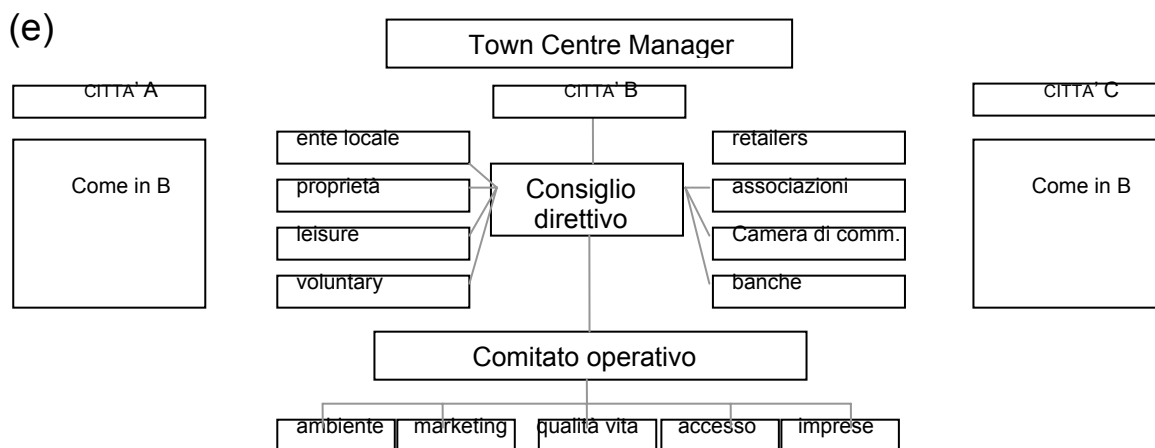 (e)
Town Centre Manager
CITTA' A
CITTA' B
CITTA' C
ente locale
retailers
Come in B
proprietà
Consiglio
direttivo
associazioni
Come in B
leisure
Camera di comm.
voluntary
banche
Comitato operativo
ambiente
marketing
qualità vita
accesso
imprese